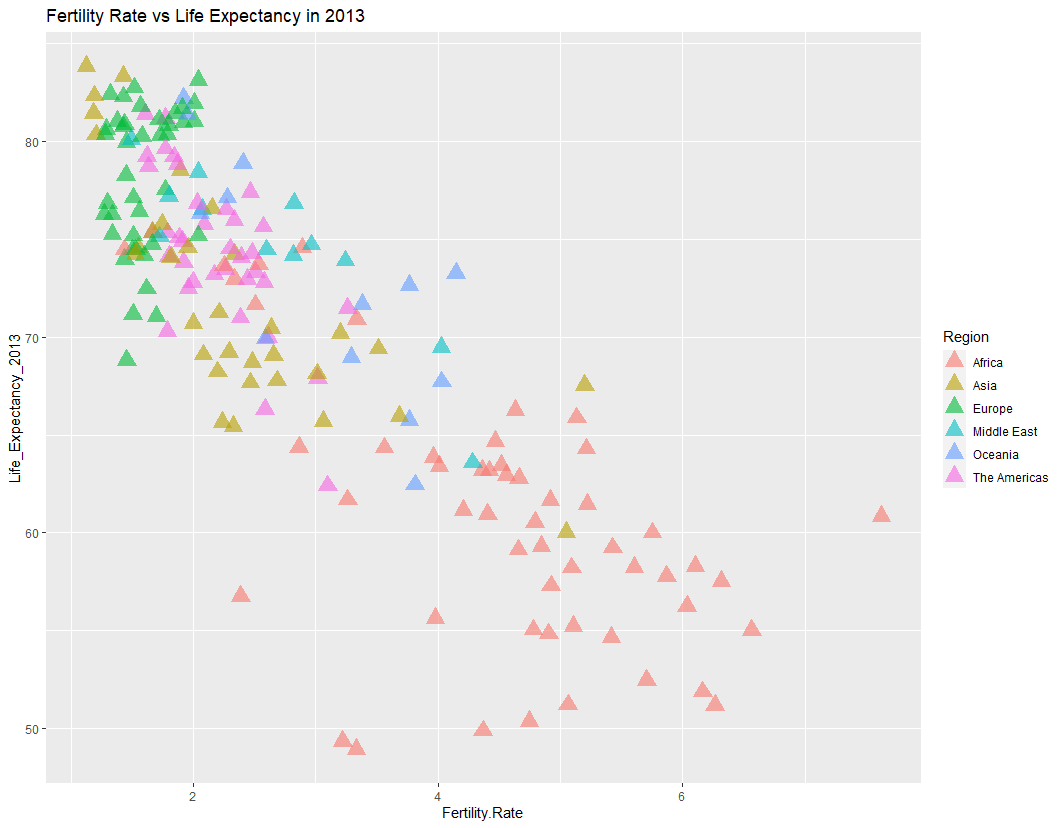 Fertility Rate vs Life Expectancy in 2013
Life_Expectancy_2013
80
70
60
50
2
4
6
Fertility.Rate
Region
Africa
Asia
Europe
Middle East
Oceania
The Americas